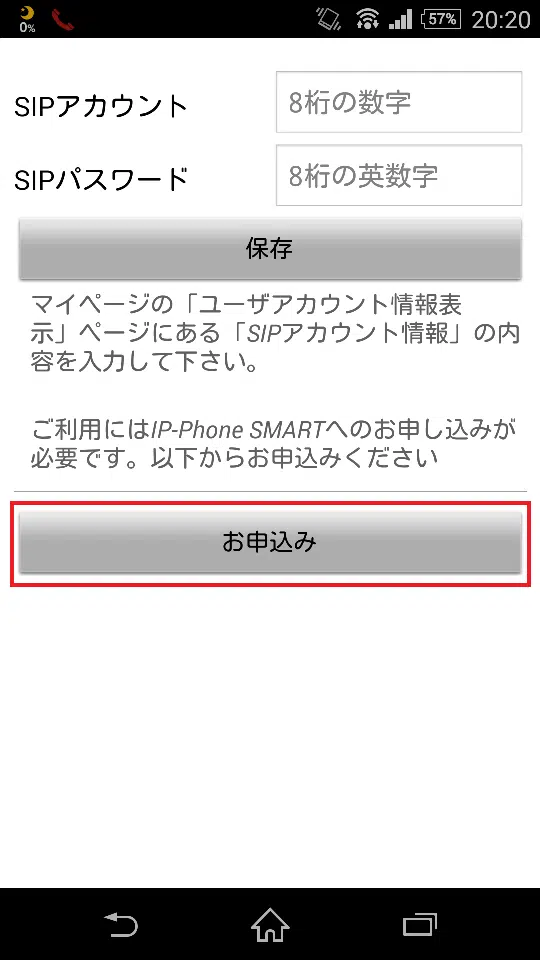 0%
57%
20:20
SIPアカウント
8桁の数字
SIPパスワード
8桁の英数字
保存
マイページの「ユーザアカウント情報表
示」ページにある「SIPアカウント情報」の内
容を入力して下さい。
ご利用にはIP-Phone SMARTへのお申し込みが
必要です。以下からお申込みください
お申込み